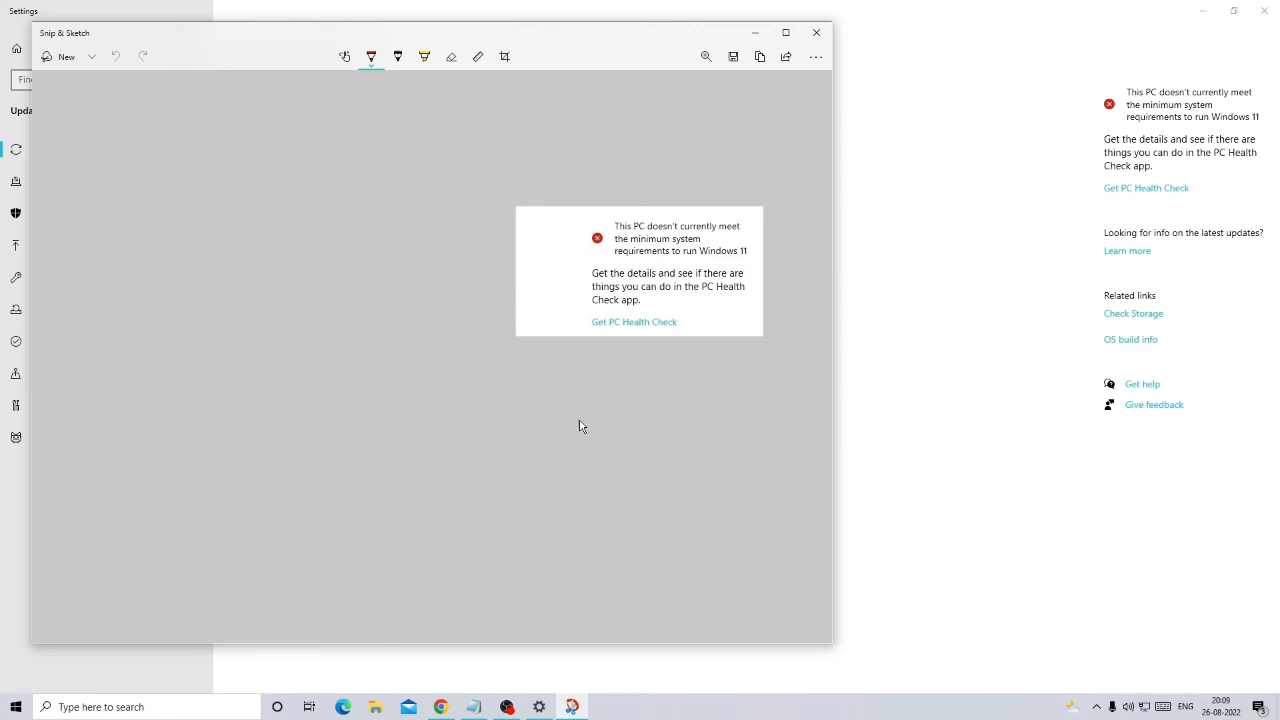 Settings
Snip & Sketch
New
Fin
Upda
This PC doesn't currently meet
the minimum system
requirements to run Windows 11
Get the details and see if there are
things you can do in the PC Health
Check app.
Get PC Health Check
This PC doesn't currently meet
the minimum system
requirements to run Windows 11
Get the details and see if there are
things you can do in the PC Health
Check app.
Get PC Health Check
Looking for info on the latest updates?
Learn more
Related links
Check Storage
OS build info
Get help
Give feedback
Type here to search
ENG
20:09
26-08-2022